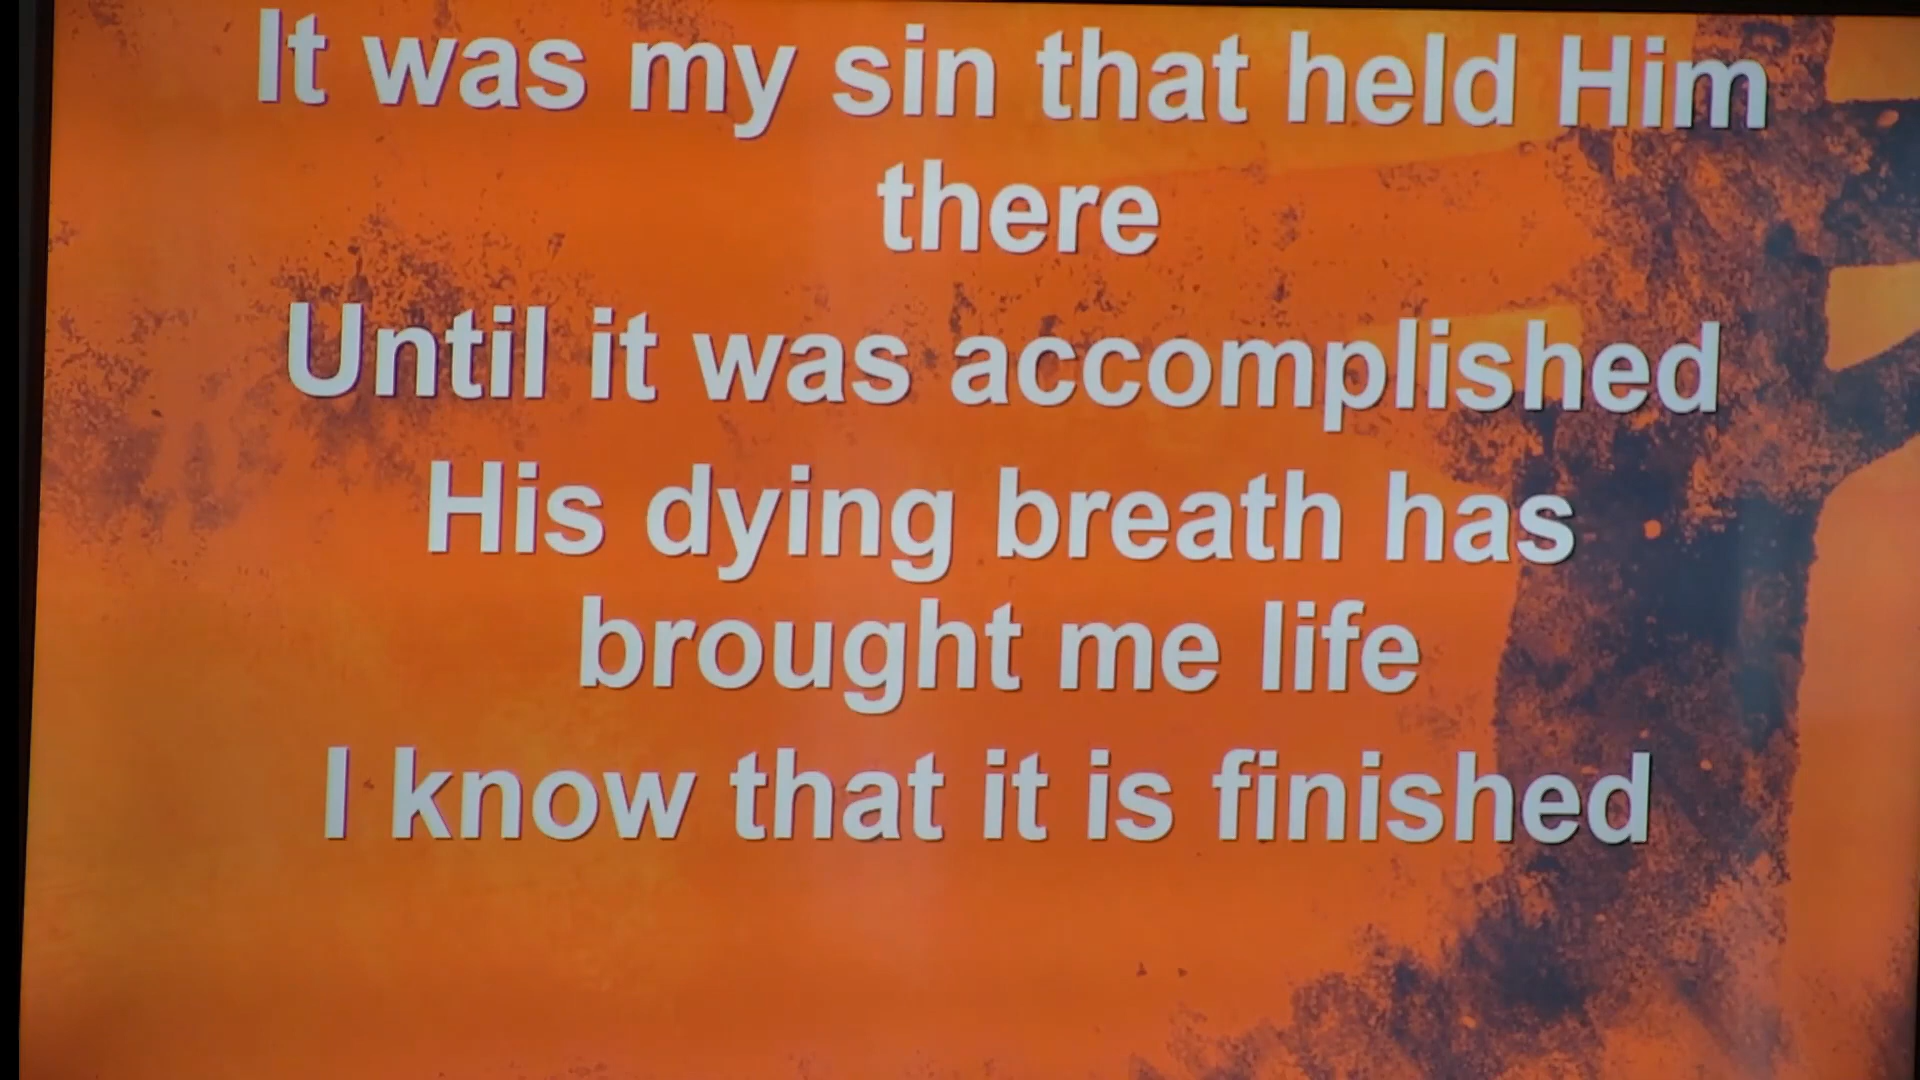 It was my sin that held Him
there
Until it was accomplished
His dying breath has
brought me life
I know that it is finished